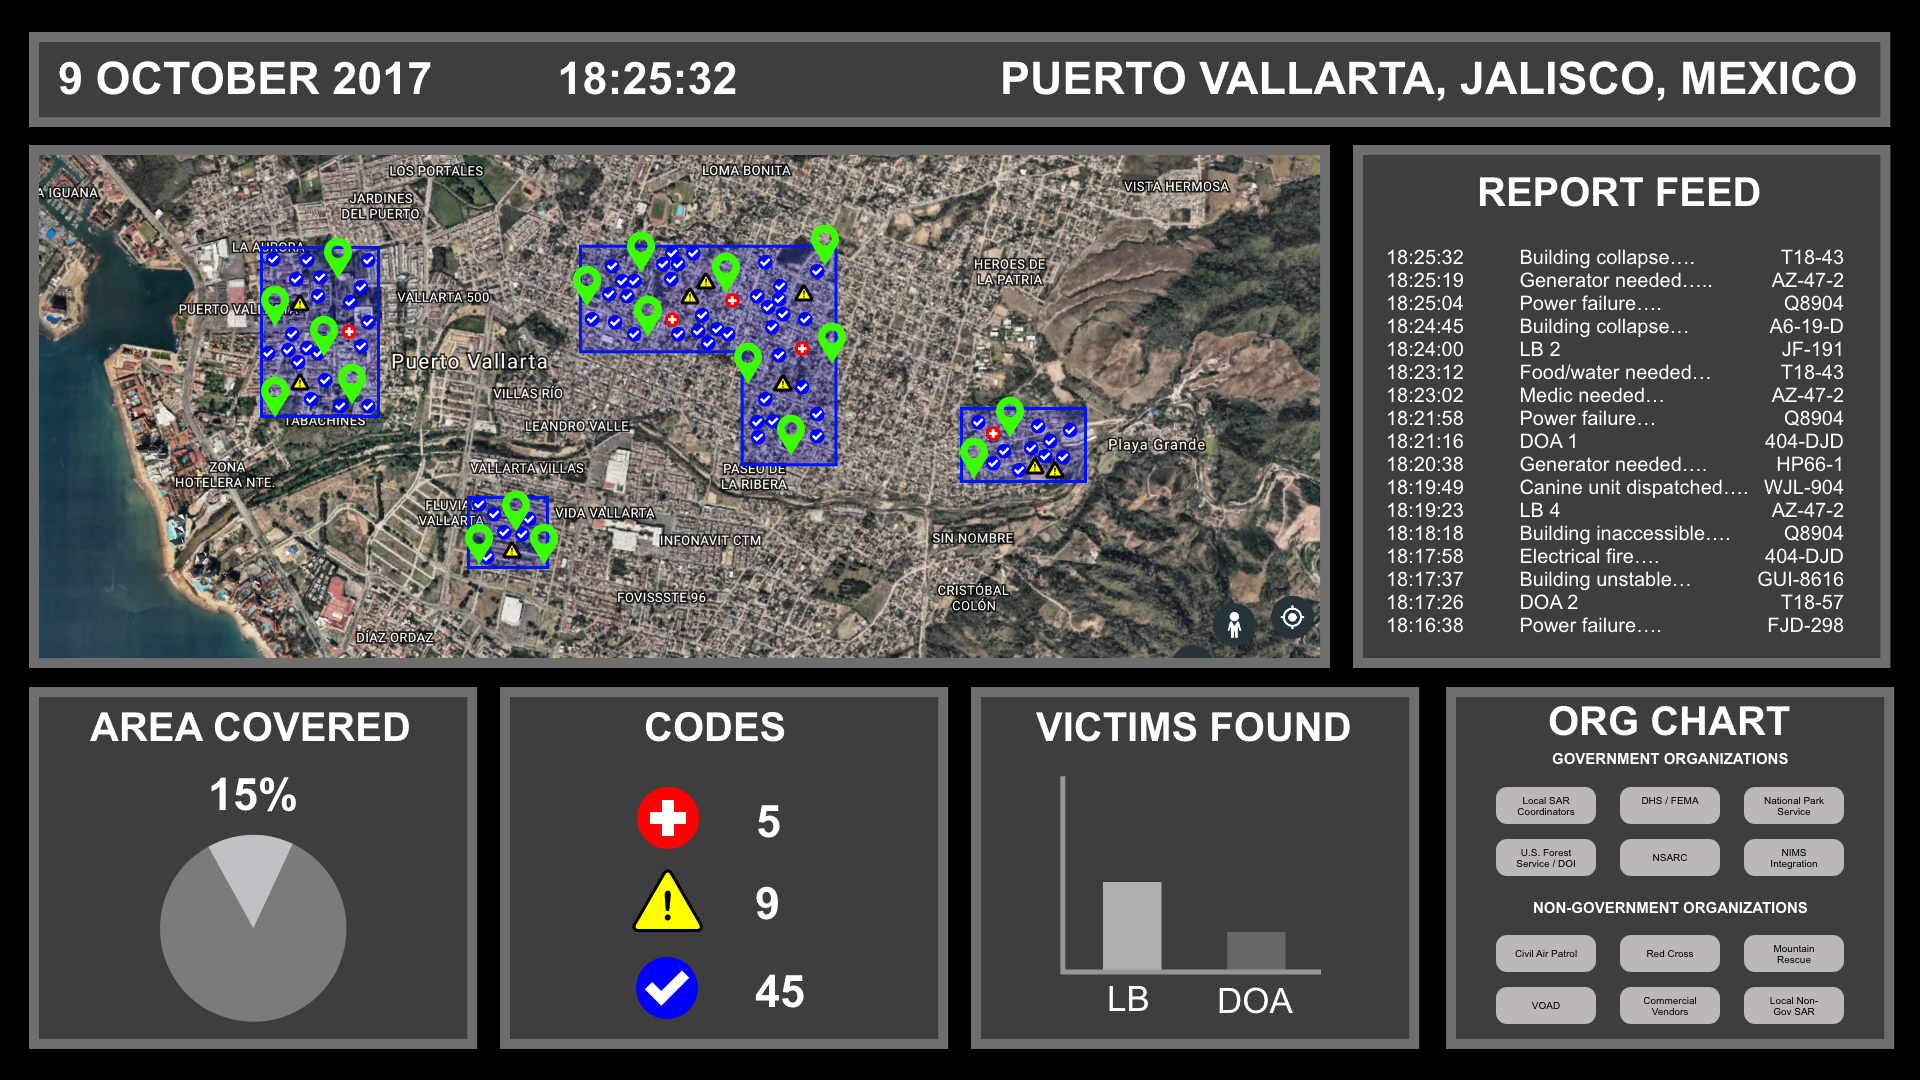 9 OCTOBER 2017 18:25:32 PUERTO VALLARTA, JALISCO, MEXICO
A IGUANA
LOS PORTALES
LOMA BONITA
VISTA HERMOSA
JARDINES
DEL PUERTO
LA AURORA
HEROES DE
LA PATRIA
VALLARTA 500
PUERTO VALLARTA
Puerto Vallarta
VILLAS RÍO
TABACHINES
LEANDRO VALLE
Playa Grande
ZONA
HOTELERA NTE.
VALLARTA VILLAS
PASEO DE
LA RIBERA
FLUVIAL
VALLARTA
VIDA VALLARTA
INFONAVIT CTM
SIN NOMBRE
FOVISSSTE 96
CRISTÓBAL
COLÓN
DÍAZ ORDAZ
REPORT FEED
18:25:32 Building collapse…. T18-43
18:25:19 Generator needed….. AZ-47-2
18:25:04 Power failure…. Q8904
18:24:45 Building collapse… A6-19-D
18:24:00 LB 2 JF-191
18:23:12 Food/water needed… T18-43
18:23:02 Medic needed… AZ-47-2
18:21:58 Power failure… Q8904
18:21:16 DOA 1 404-DJD
18:20:38 Generator needed…. HP66-1
18:19:49 Canine unit dispatched…. WJL-904
18:19:23 LB 4 AZ-47-2
18:18:18 Building inaccessible…. Q8904
18:17:58 Electrical fire…. 404-DJD
18:17:37 Building unstable… GUI-8616
18:17:26 DOA 2 T18-57
18:16:38 Power failure…. FJD-298
AREA COVERED
15%
CODES
5
9
45
VICTIMS FOUND
LB DOA
ORG CHART
GOVERNMENT ORGANIZATIONS
Local SAR
Coordinators
DHS / FEMA
National Park
Service
U.S. Forest
Service / DOI
NSARC
NIMS
Integration
NON-GOVERNMENT ORGANIZATIONS
Civil Air Patrol
Red Cross
Mountain
Rescue
VOAD
Commercial
Vendors
Local Non-
Gov SAR